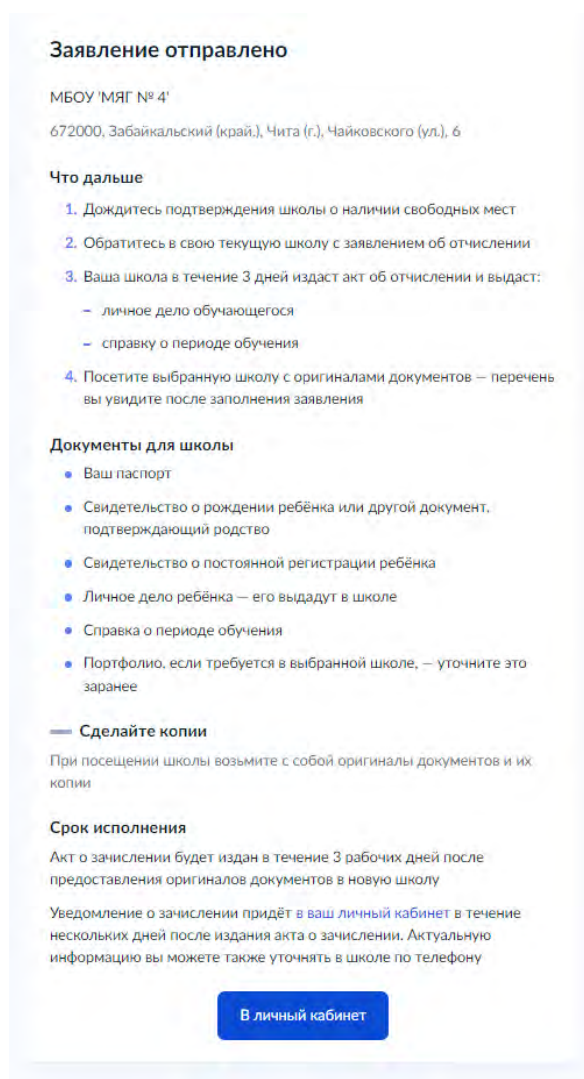 Заявление отправлено
МБОУ 'МЯГ № 4'
672000, Забайкальский (край.), Чита (г.), Чайковского (ул.), 6
Что дальше
1. Дождитесь подтверждения школы о наличии свободных мест
2. Обратитесь в свою текущую школу с заявлением об отчислении
3. Ваша школа в течение 3 дней издаст акт об отчислении и выдаст:
– личное дело обучающегося
– справку о периоде обучения
4. Посетите выбранную школу с оригиналами документов — перечень
вы увидите после заполнения заявления
Документы для школы
• Ваш паспорт
• Свидетельство о рождении ребёнка или другой документ,
подтверждающий родство
• Свидетельство о постоянной регистрации ребёнка
• Личное дело ребёнка — его выдадут в школе
• Справка о периоде обучения
• Портфолио, если требуется в выбранной школе, — уточните это
заранее
Сделайте копии
При посещении школы возьмите с собой оригиналы документов и их
копии
Срок исполнения
Акт о зачислении будет издан в течение 3 рабочих дней после
предоставления оригиналов документов в новую школу
Уведомление о зачислении придёт в ваш личный кабинет в течение
нескольких дней после издания акта о зачислении. Актуальную
информацию вы можете также уточнять в школе по телефону
В личный кабинет